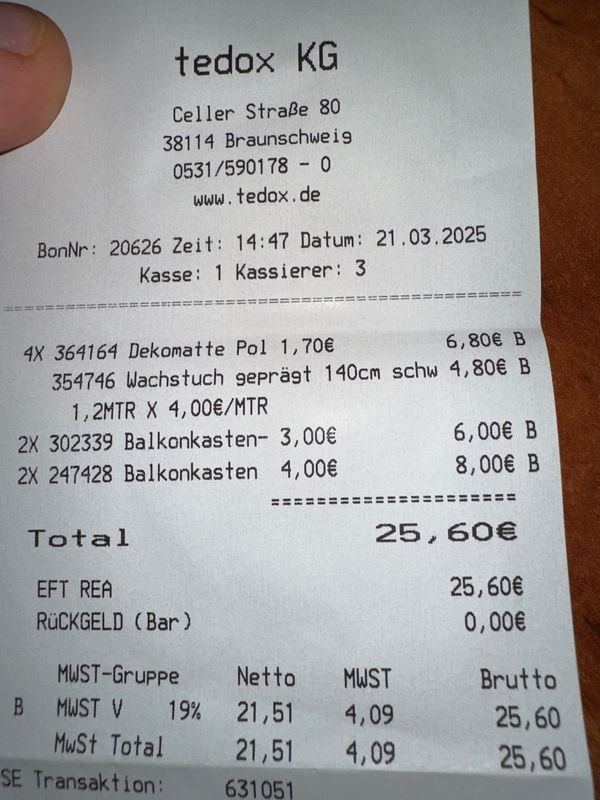 tedox KG
Celler Straße 80
38114 Braunschweig
0531/590178 - 0
www.tedox.de
BonNr: 20626 Zeit: 14:47 Datum: 21.03.2025
Kasse: 1 Kassierer: 3
4X 364164 Dekomatte Pol 1,70€ 6,80€ B
354746 Wachstuch geprägt 140cm schw 4,80€ B
1,2MTR X 4,00€/MTR
2X 302339 Balkonkasten- 3,00€ 6,00€ B
2X 247428 Balkonkasten 4,00€ 8,00€ B
Total 25,60€
EFT REA 25,60€
RüCKGELD (Bar) 0,00€
MWST-Gruppe Netto MWST Brutto
B MWST V 19% 21,51 4,09 25,60
MwSt Total 21,51 4,09 25,60
SE Transaktion: 631051